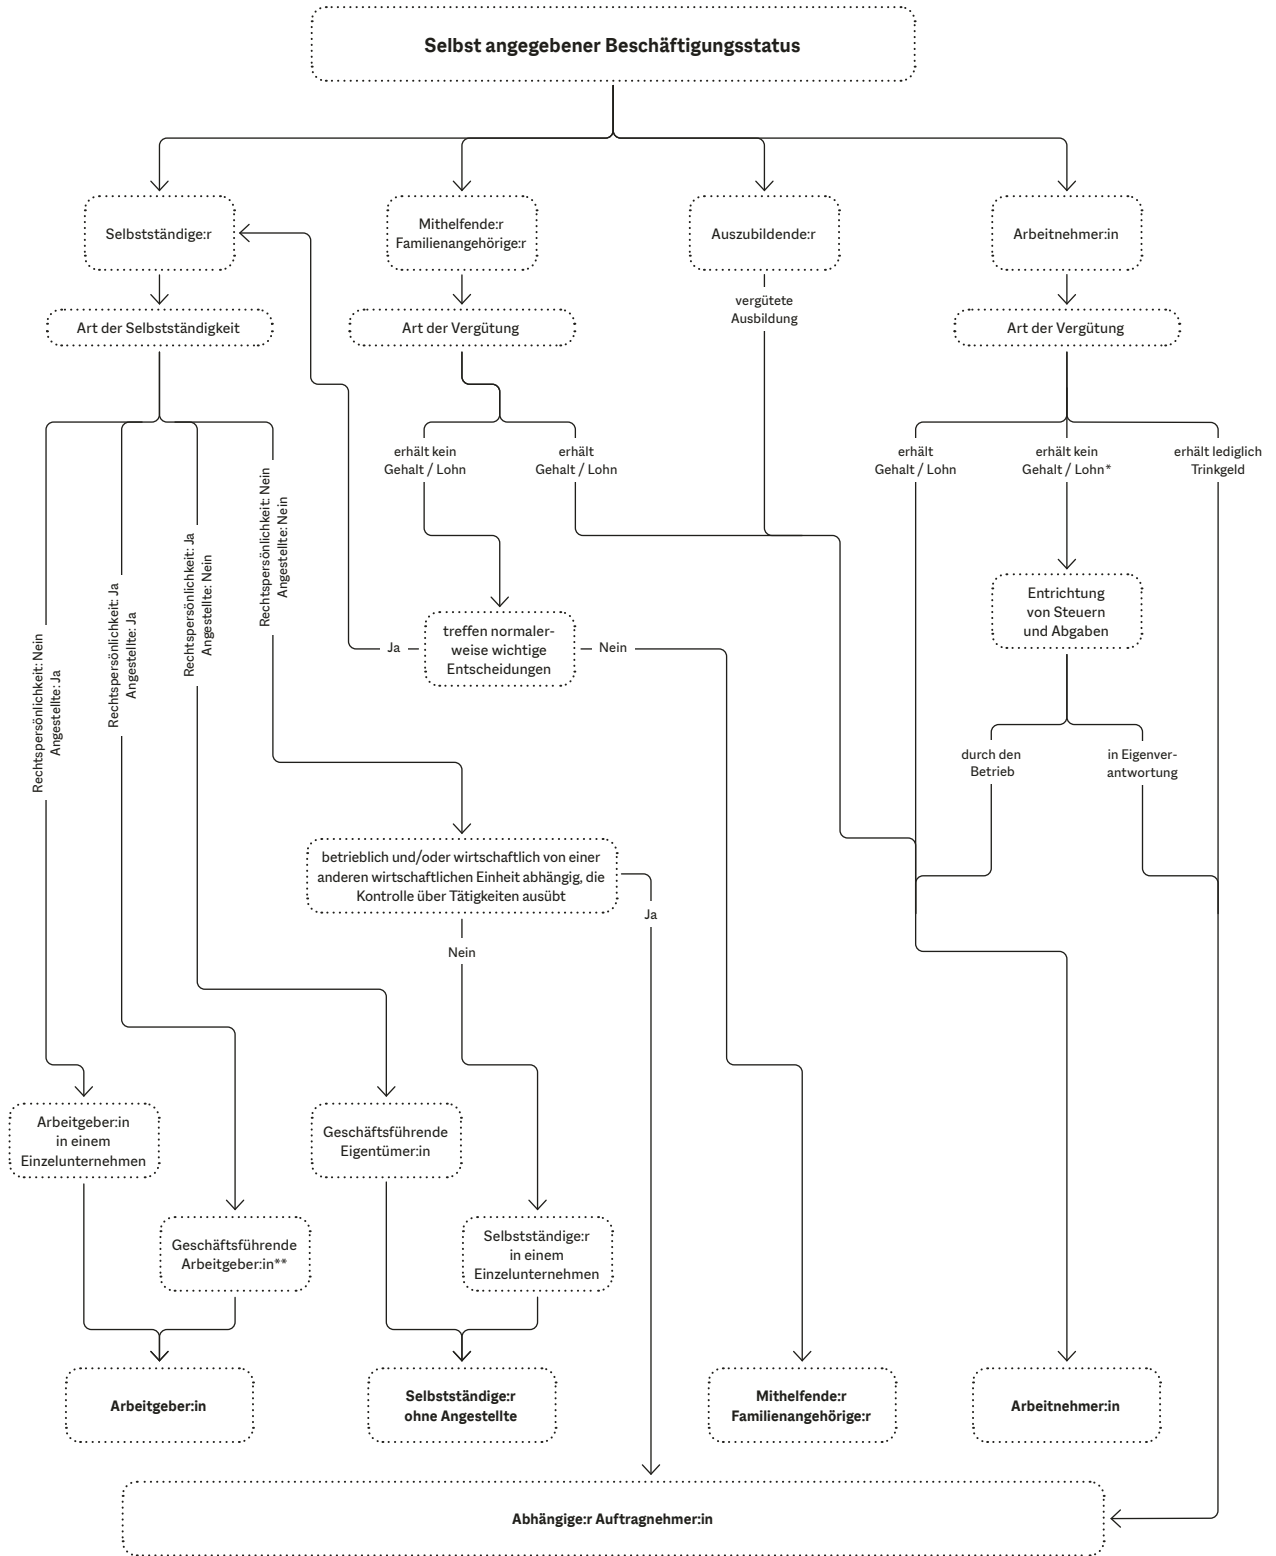 Selbst angegebener Beschäftigungsstatus
Selbstständige:r
Mithelfende:r
Familienangehörige:r
Auszubildende:r
Arbeitnehmer:in
vergütete
Ausbildung
Art der Selbstständigkeit
Art der Vergütung
Art der Vergütung
erhält kein
Gehalt / Lohn
erhält
Gehalt / Lohn
erhält
Gehalt / Lohn
erhält kein
Gehalt / Lohn*
erhält lediglich
Trinkgeld
Rechtspersönlichkeit: Nein
Angestellte: Ja
Rechtspersönlichkeit: Ja
Angestellte: Ja
Rechtspersönlichkeit: Ja
Angestellte: Nein
Rechtspersönlichkeit: Nein
Angestellte: Nein
Entrichtung
von Steuern
und Abgaben
Ja
treffen normaler-
weise wichtige
Entscheidungen
Nein
durch den
Betrieb
in Eigenver-
antwortung
betrieblich und/oder wirtschaftlich von einer
anderen wirtschaftlichen Einheit abhängig, die
Kontrolle über Tätigkeiten ausübt
Ja
Nein
Arbeitgeber:in
in einem
Einzelunternehmen
Geschäftsführende
Eigentümer:in
Geschäftsführende
Arbeitgeber:in**
Selbstständige:r
in einem
Einzelunternehmen
Arbeitgeber:in
Selbstständige:r
ohne Angestellte
Mithelfende:r
Familienangehörige:r
Arbeitnehmer:in
Abhängige:r Auftragnehmer:in